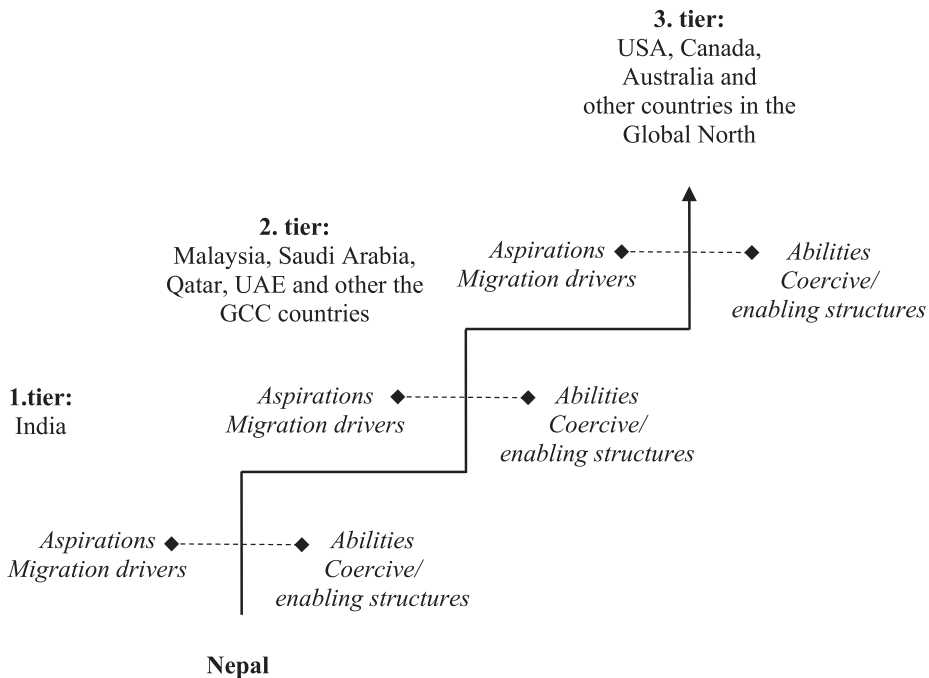 3. tier:
USA, Canada,
Australia and
other countries in the
Global North
2. tier:
Malaysia, Saudi Arabia,
Qatar, UAE and other the
GCC countries
Aspirations
Migration drivers
Abilities
Coercive/
enabling structures
1.tier:
India
Aspirations
Migration drivers
Abilities
Coercive/
enabling structures
Aspirations
Migration drivers
Abilities
Coercive/
enabling structures
Nepal